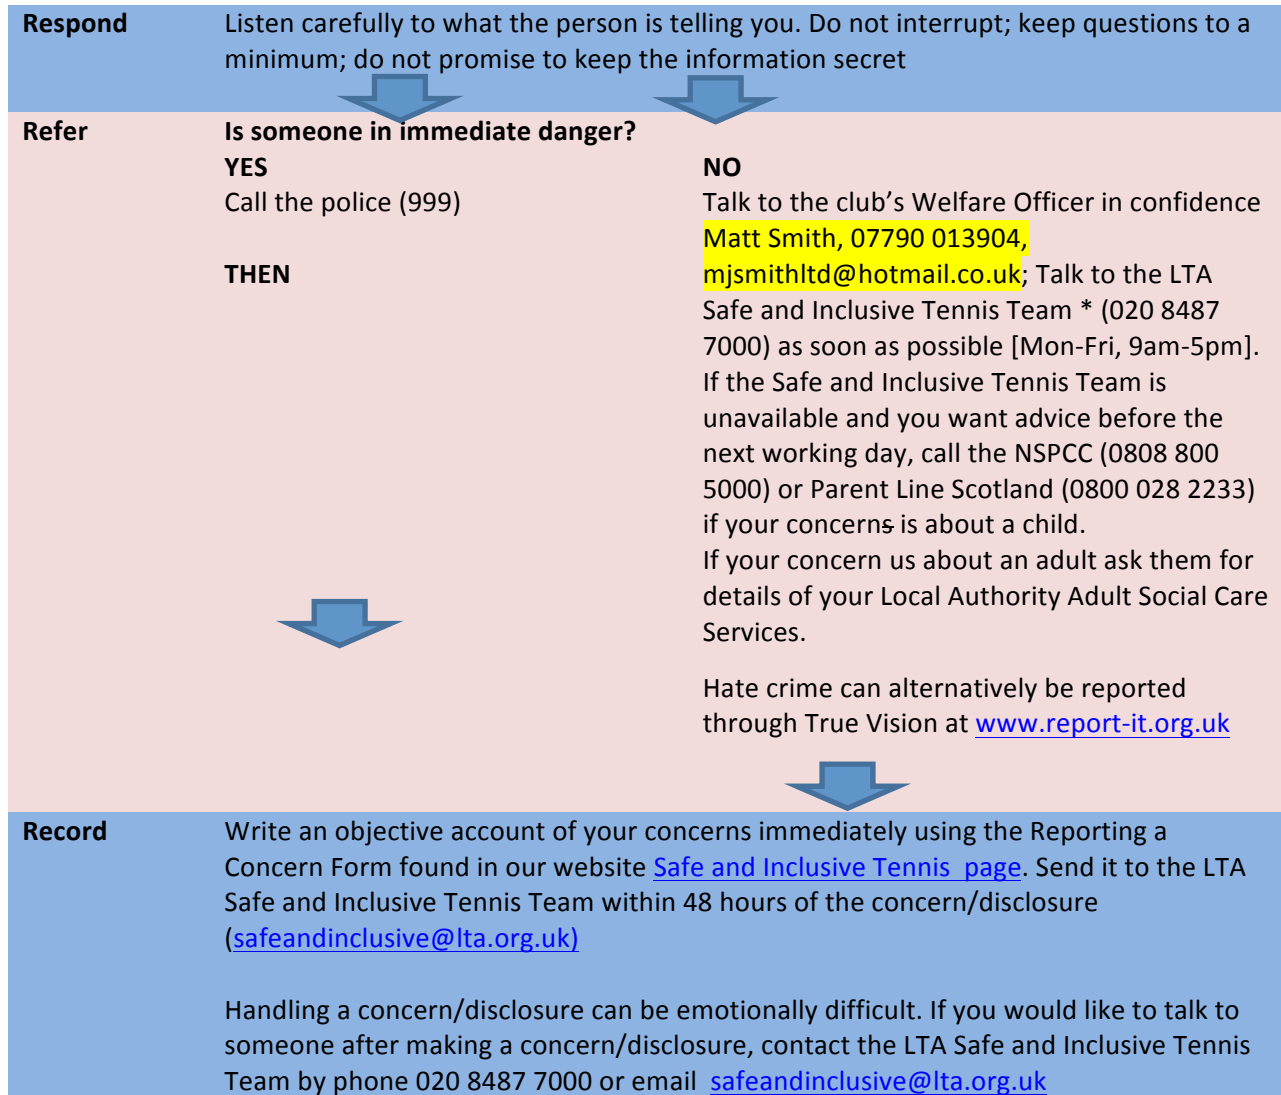 Respond
Listen carefully to what the person is telling you. Do not interrupt; keep questions to a
minimum; do not promise to keep the information secret
Refer
Is someone in immediate danger?
YES
Call the police (999)
THEN
NO
Talk to the club’s Welfare Officer in confidence
Matt Smith, 07790 013904,
mjsmithltd@hotmail.co.uk; Talk to the LTA
Safe and Inclusive Tennis Team * (020 8487
7000) as soon as possible [Mon-Fri, 9am-5pm].
If the Safe and Inclusive Tennis Team is
unavailable and you want advice before the
next working day, call the NSPCC (0808 800
5000) or Parent Line Scotland (0800 028 2233)
if your concerns is about a child.
If your concern us about an adult ask them for
details of your Local Authority Adult Social Care
Services.
Hate crime can alternatively be reported
through True Vision at www.report-it.org.uk
Record
Write an objective account of your concerns immediately using the Reporting a
Concern Form found in our website Safe and Inclusive Tennis  page. Send it to the LTA
Safe and Inclusive Tennis Team within 48 hours of the concern/disclosure
(safeandinclusive@lta.org.uk)
Handling a concern/disclosure can be emotionally difficult. If you would like to talk to
someone after making a concern/disclosure, contact the LTA Safe and Inclusive Tennis
Team by phone 020 8487 7000 or email  safeandinclusive@lta.org.uk